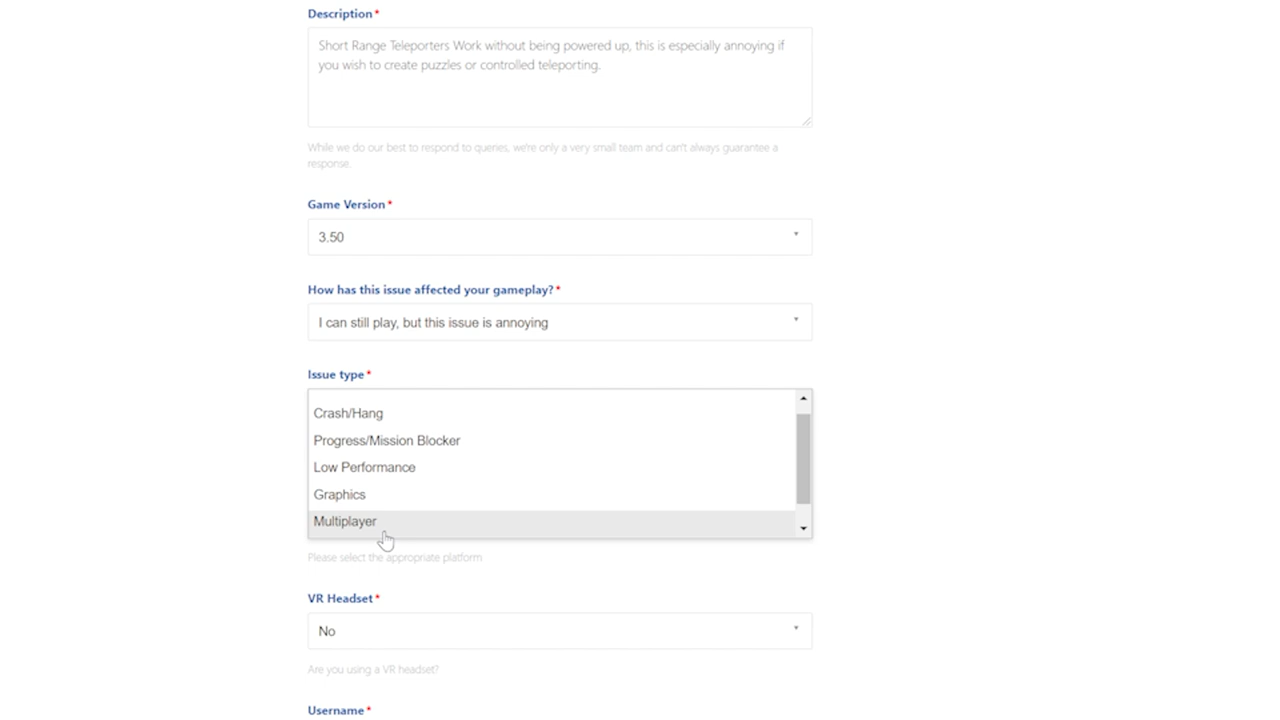 Description*
Short Range Teleporters Work without being powered up, this is especially annoying if
you wish to create puzzles or controlled teleporting.
While we do our best to respond to queries, we're only a very small team and can't always guarantee a
response.
Game Version*
3.50
How has this issue affected your gameplay?*
I can still play, but this issue is annoying
Issue type*
Crash/Hang
Progress/Mission Blocker
Low Performance
Graphics
Multiplayer
Please select the appropriate platform
VR Headset*
No
Are you using a VR headset?
Username*